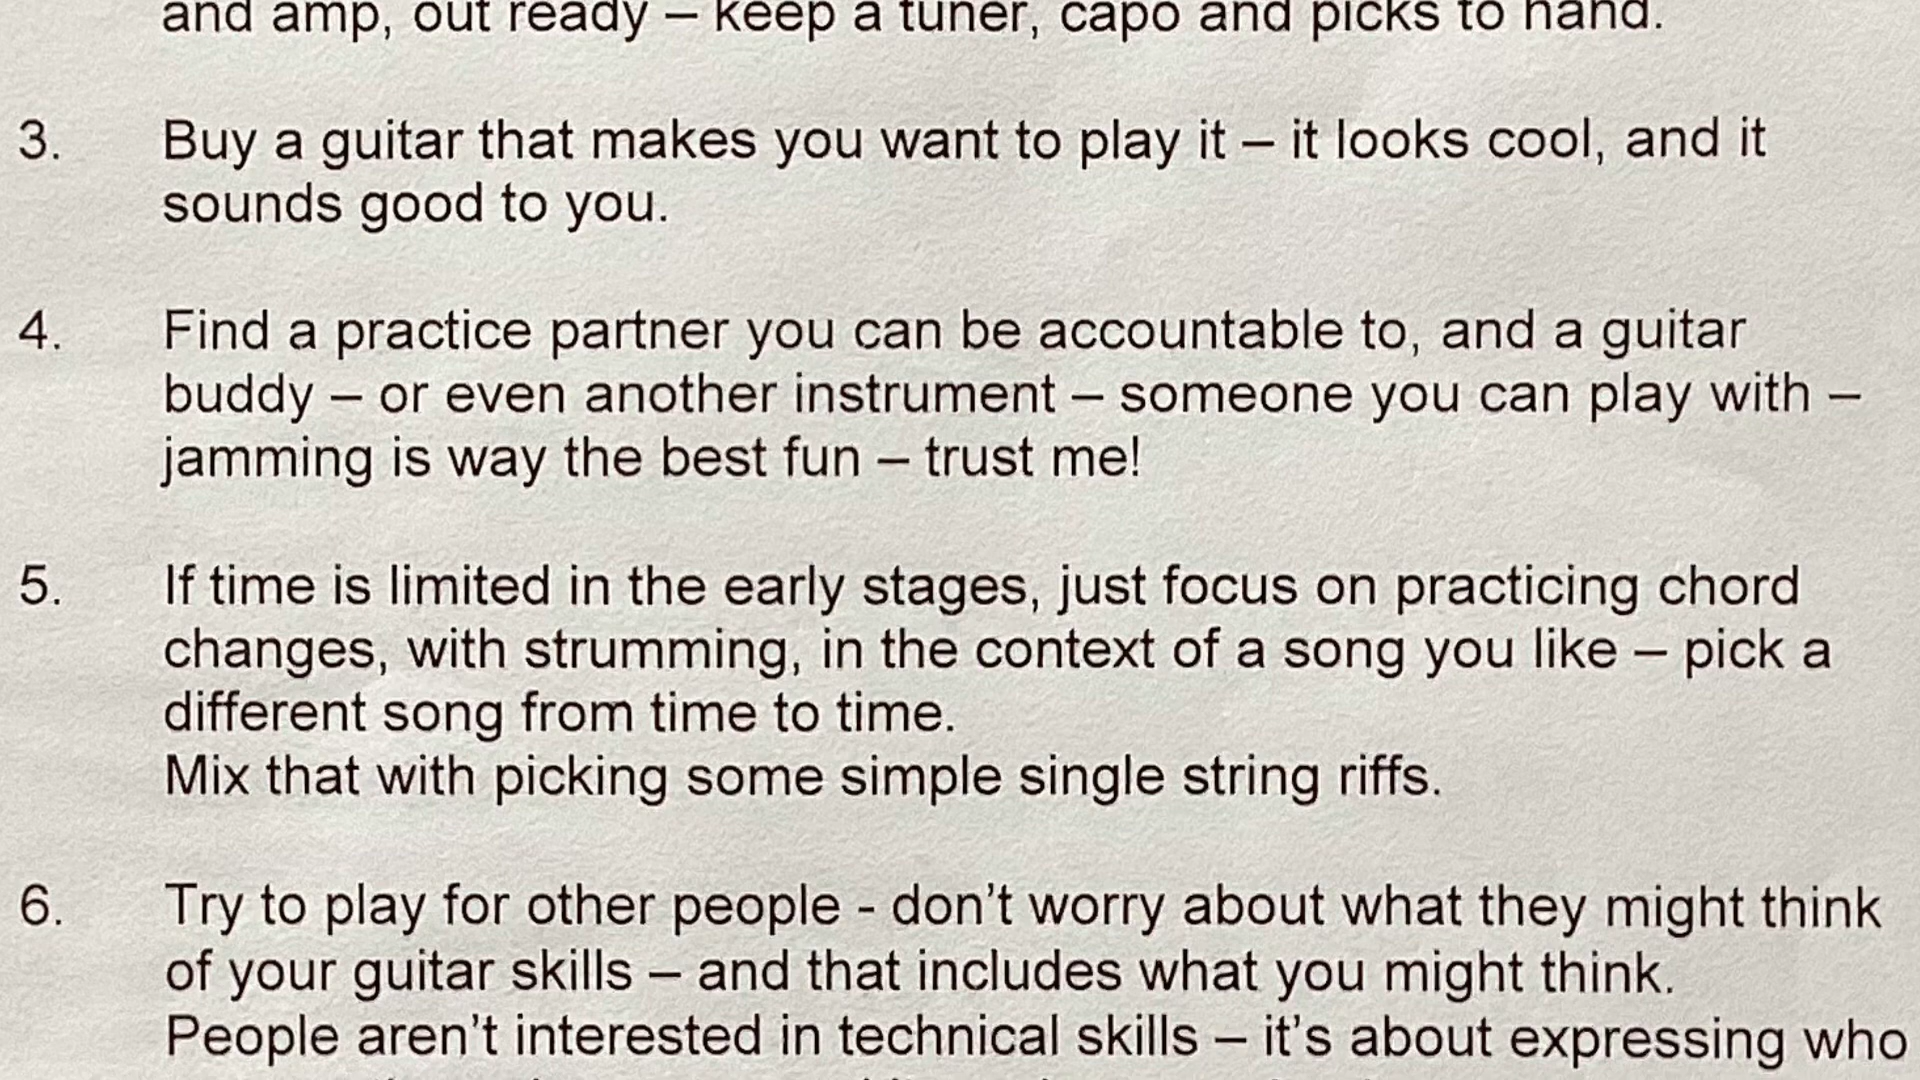 and amp, out ready – keep a tuner, capo and picks to hand.
3. Buy a guitar that makes you want to play it – it looks cool, and it
sounds good to you.
4. Find a practice partner you can be accountable to, and a guitar
buddy – or even another instrument – someone you can play with –
jamming is way the best fun – trust me!
5. If time is limited in the early stages, just focus on practicing chord
changes, with strumming, in the context of a song you like – pick a
different song from time to time.
Mix that with picking some simple single string riffs.
6. Try to play for other people - don't worry about what they might think
of your guitar skills – and that includes what you might think.
People aren't interested in technical skills – it's about expressing who